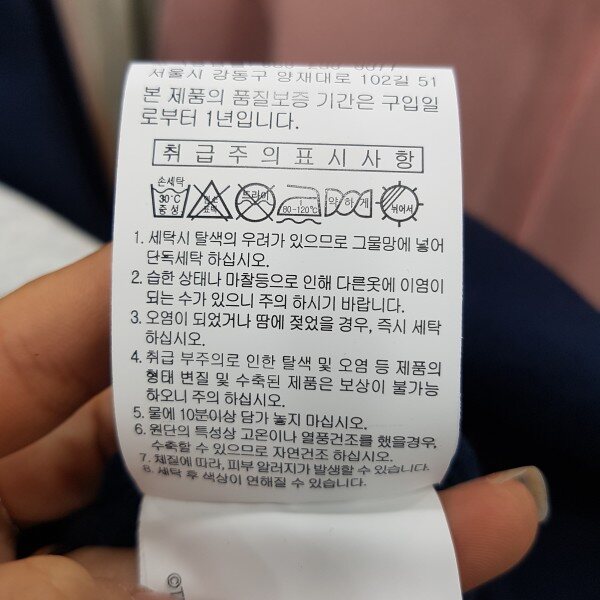 서울시 강동구 양재대로 102길 51
본 제품의 품질보증 기간은 구입일
로부터 1년입니다.
취급주의표시사항
손세탁
30℃
중성
표백
드라이
80-120℃
약하게
뉘어서
1. 세탁시 탈색의 우려가 있으므로 그물망에 넣어
단독세탁 하십시오.
2. 습한 상태나 마찰등으로 인해 다른옷에 이염이
되는 수가 있으니 주의 하시기 바랍니다.
3. 오염이 되었거나 땀에 젖었을 경우, 즉시 세탁
하십시오.
4. 취급 부주의로 인한 탈색 및 오염 등 제품의
형태 변질 및 수축된 제품은 보상이 불가능
하오니 주의 하십시오.
5. 물에 10분이상 담가 놓지 마십시오.
6. 원단의 특성상 고온이나 열풍건조를 했을경우,
수축할 수 있으므로 자연건조 하십시오.
7. 체질에 따라, 피부 알러지가 발생할 수 있습니다.
8. 세탁 후 색상이 연해질 수 있습니다.